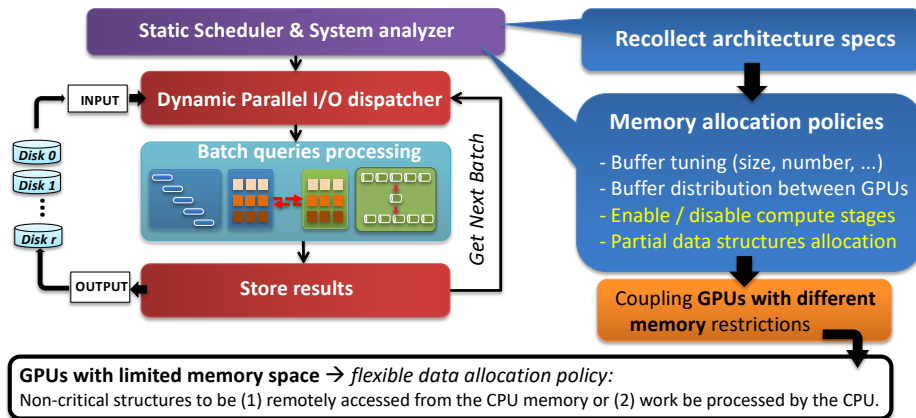 Static Scheduler & System analyzer
Recollect architecture specs
INPUT
Dynamic Parallel I/O dispatcher
Memory allocation policies
- Buffer tuning (size, number, ...)
- Buffer distribution between GPUs
- Enable / disable compute stages
- Partial data structures allocation
Disk 0
Disk 1
Disk r
Batch queries processing
Get Next Batch
OUTPUT
Store results
Coupling GPUs with different
memory restrictions
GPUs with limited memory space → flexible data allocation policy:
Non-critical structures to be (1) remotely accessed from the CPU memory or (2) work be processed by the CPU.